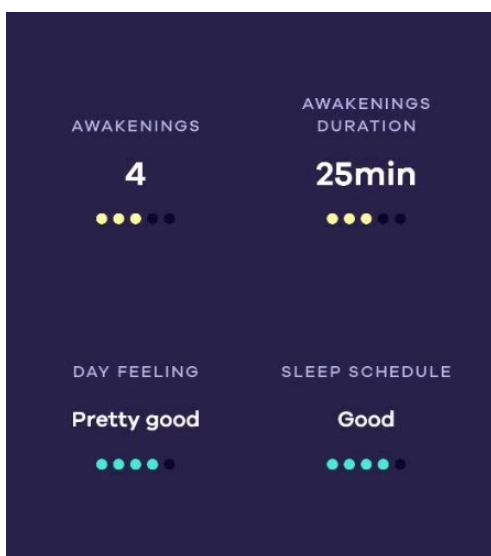 AWAKENINGS
4
AWAKENINGS
DURATION
25min
DAY FEELING
Pretty good
SLEEP SCHEDULE
Good